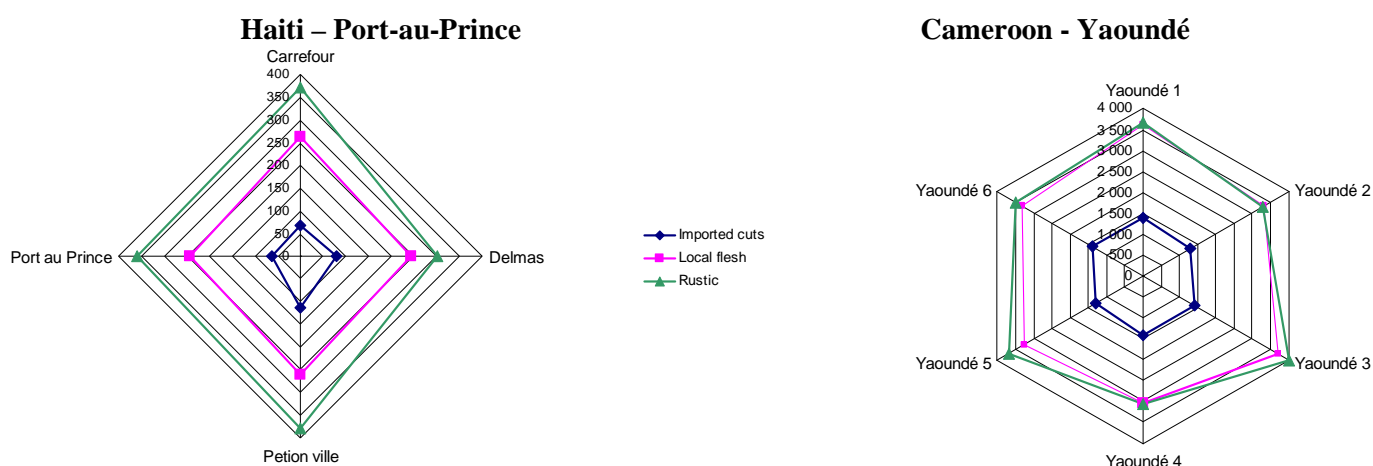 Haiti – Port-au-Prince
Carrefour
400
350
300
250
200
150
100
50
0
Port au Prince
Delmas
Petion ville
Imported cuts
Local flesh
Rustic
Cameroon - Yaoundé
Yaoundé 1
4 000
3 500
3 000
2 500
2 000
1 500
1 000
500
0
Yaoundé 6
Yaoundé 2
Yaoundé 5
Yaoundé 3
Yaoundé 4